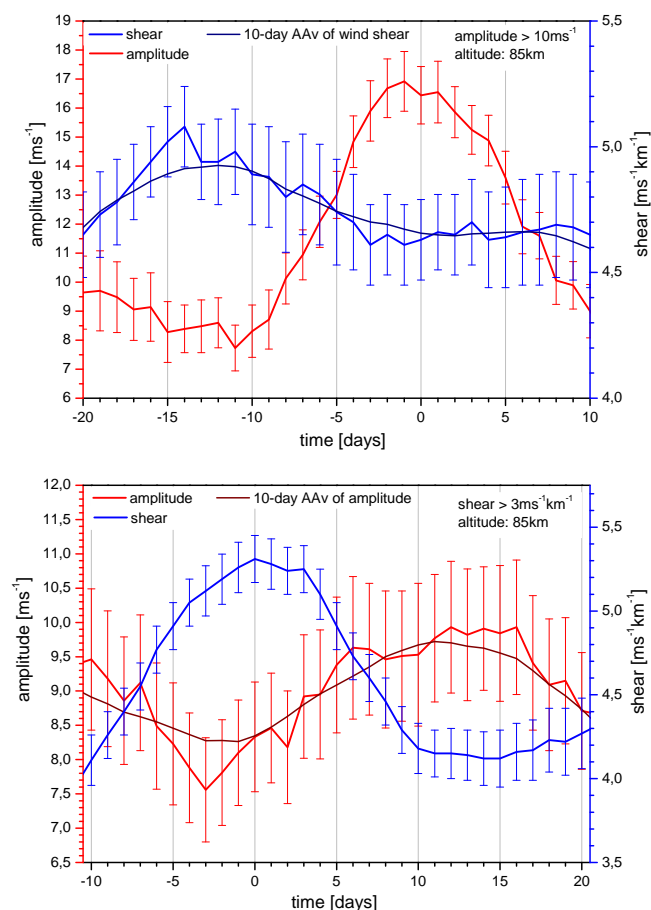 shear
10-day AAv of wind shear
amplitude
amplitude > 10ms⁻¹
altitude: 85km
19
18
17
16
15
14
13
12
11
10
9
8
7
6
amplitude [ms⁻¹]
5,5
5,0
4,5
4,0
shear [ms⁻¹km⁻¹]
-20 -15 -10 -5 0 5 10
time [days]
amplitude
10-day AAv of amplitude
shear
shear > 3ms⁻¹km⁻¹
altitude: 85km
12,0
11,5
11,0
10,5
10,0
9,5
9,0
8,5
8,0
7,5
7,0
6,5
amplitude [ms⁻¹]
5,5
5,0
4,5
4,0
3,5
shear [ms⁻¹km⁻¹]
-10 -5 0 5 10 15 20
time [days]